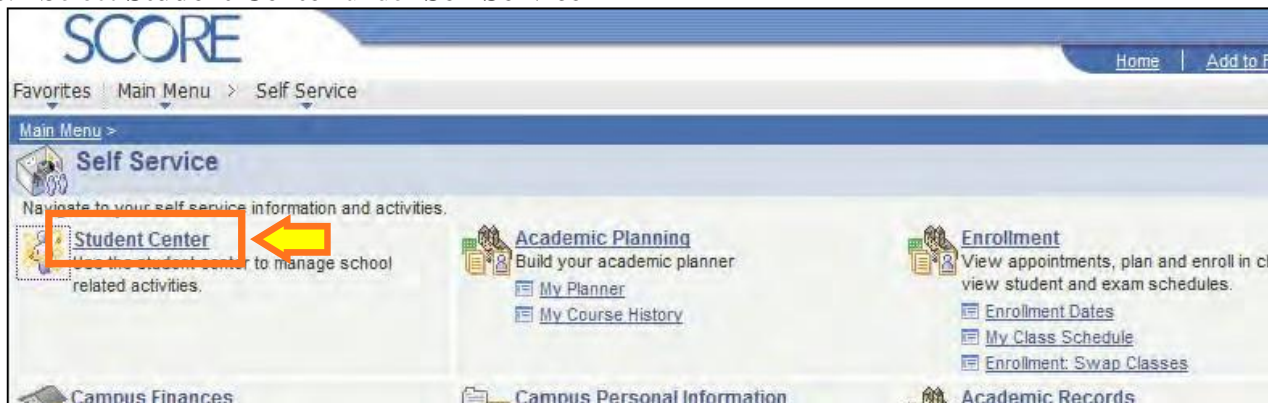 SCORE
Home | Add to F
Favorites | Main Menu > Self Service
Main Menu >
Self Service
Navigate to your self service information and activities.
Student Center
Use the student center to manage school
related activities.
Academic Planning
Build your academic planner
My Planner
My Course History
Enrollment
View appointments, plan and enroll in cl
view student and exam schedules.
Enrollment Dates
My Class Schedule
Enrollment: Swap Classes
Campus Finances
Campus Personal Information
Academic Records